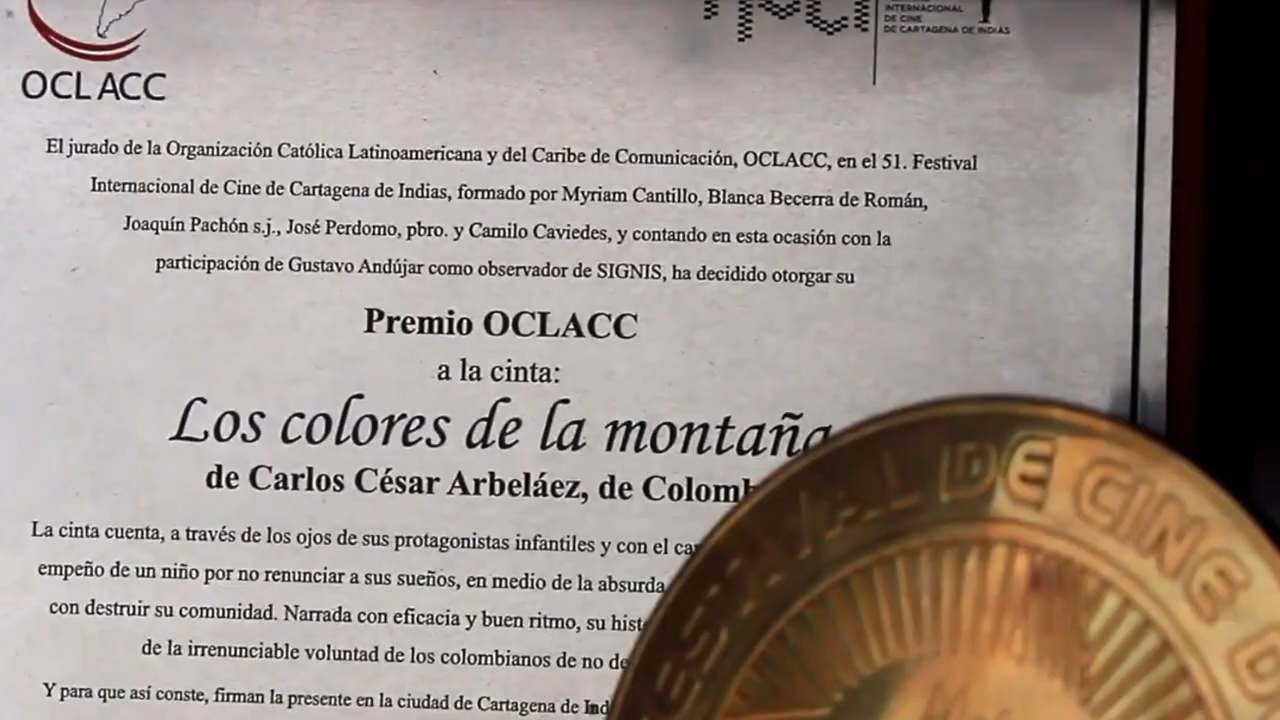 INTERNACIONAL
DE CINE
DE CARTAGENA DE INDIAS
OCLACC
El jurado de la Organización Católica Latinoamericana y del Caribe de Comunicación, OCLACC, en el 51. Festival
Internacional de Cine de Cartagena de Indias, formado por Myriam Cantillo, Blanca Becerra de Román,
Joaquín Pachón s.j., José Perdomo, pbro. y Camilo Caviedes, y contando en esta ocasión con la
participación de Gustavo Andújar como observador de SIGNIS, ha decidido otorgar su
Premio OCLACC
a la cinta:
Los colores de la montaña
de Carlos César Arbeláez, de Colomb
La cinta cuenta, a través de los ojos de sus protagonistas infantiles y con el
empeño de un niño por no renunciar a sus sueños, en medio de la absurda
con destruir su comunidad. Narrada con eficacia y buen ritmo, su
de la irrenunciable voluntad de los colombianos de no
Y para que así conste, firman la presente en la ciudad de Cartagena de Ind
ESTIVAL DE CINE D